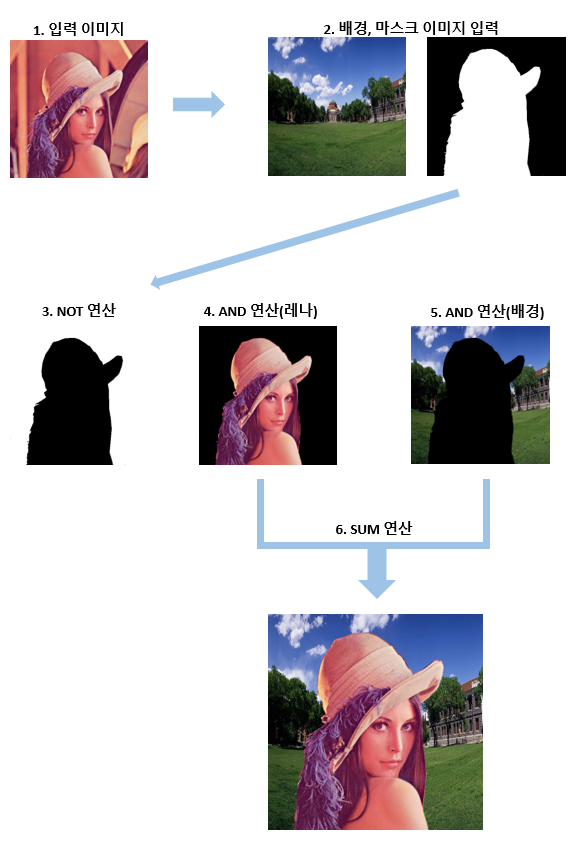 1. 입력 이미지
2. 배경, 마스크 이미지 입력
3. NOT 연산
4. AND 연산(레나)
5. AND 연산(배경)
6. SUM 연산